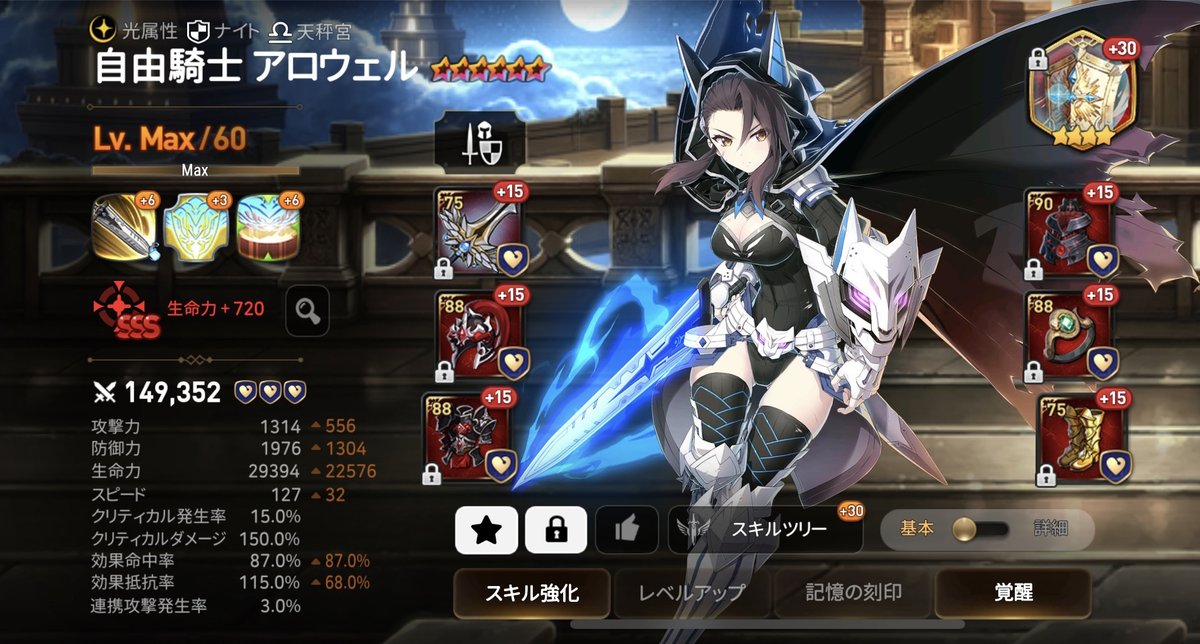 光属性 ナイト 天秤宮
自由騎士 アロウェル
Lv. Max/60
Max
+6 +3 +6
SSS 生命力+720
149,352
攻撃力 1314 556
防御力 1976 1304
生命力 29394 22576
スピード 127 32
クリティカル発生率 15.0%
クリティカルダメージ 150.0%
効果命中率 87.0% 87.0%
効果抵抗率 115.0% 68.0%
連携攻撃発生率 3.0%
75 +15
88 +15
88 +15
+30
90 +15
88 +15
75 +15
スキルツリー +30
基本 詳細
スキル強化 レベルアップ 記憶の刻印 覚醒